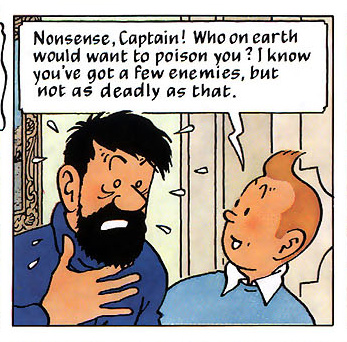 Nonsense, Captain! Who on earth
would want to poison you? I know
you've got a few enemies, but
not as deadly as that.